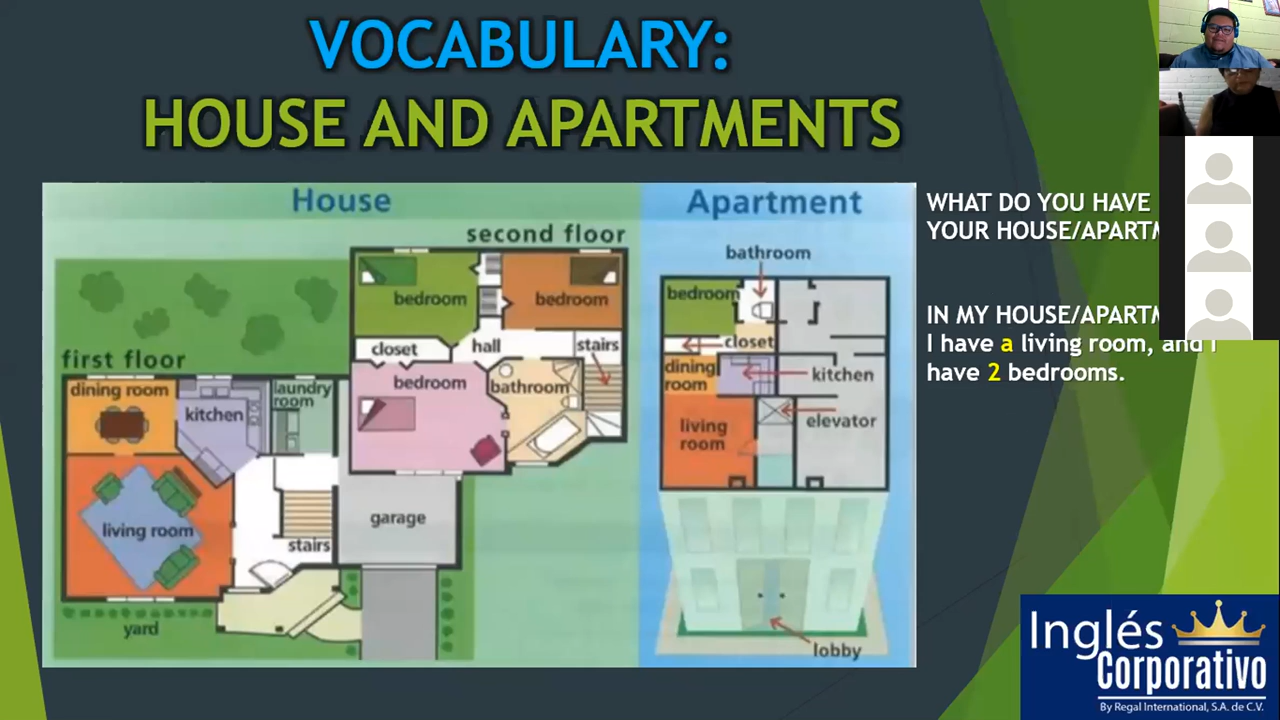 VOCABULARY:
HOUSE AND APARTMENTS
House
second floor
bedroom
bedroom
closet
hall
stairs
bedroom
bathroom
first floor
dining room
kitchen
laundry
room
living room
stairs
garage
yard
Apartment
bathroom
bedroom
closet
dining
room
kitchen
living
room
elevator
lobby
WHAT DO YOU HAVE
YOUR HOUSE/APARTM
IN MY HOUSE/APARTM
I have a living room, and I
have 2 bedrooms.
Inglés
Corporativo
By Regal International, S.A. de C.V.